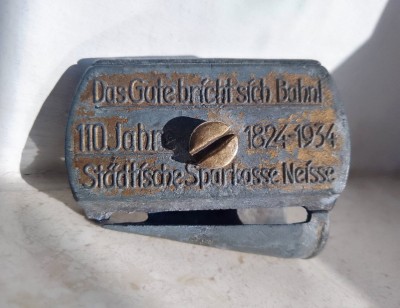 Das Gute bricht sich Bahn!
110 Jahre 1824-1934
Städtische Sparkasse Neisse